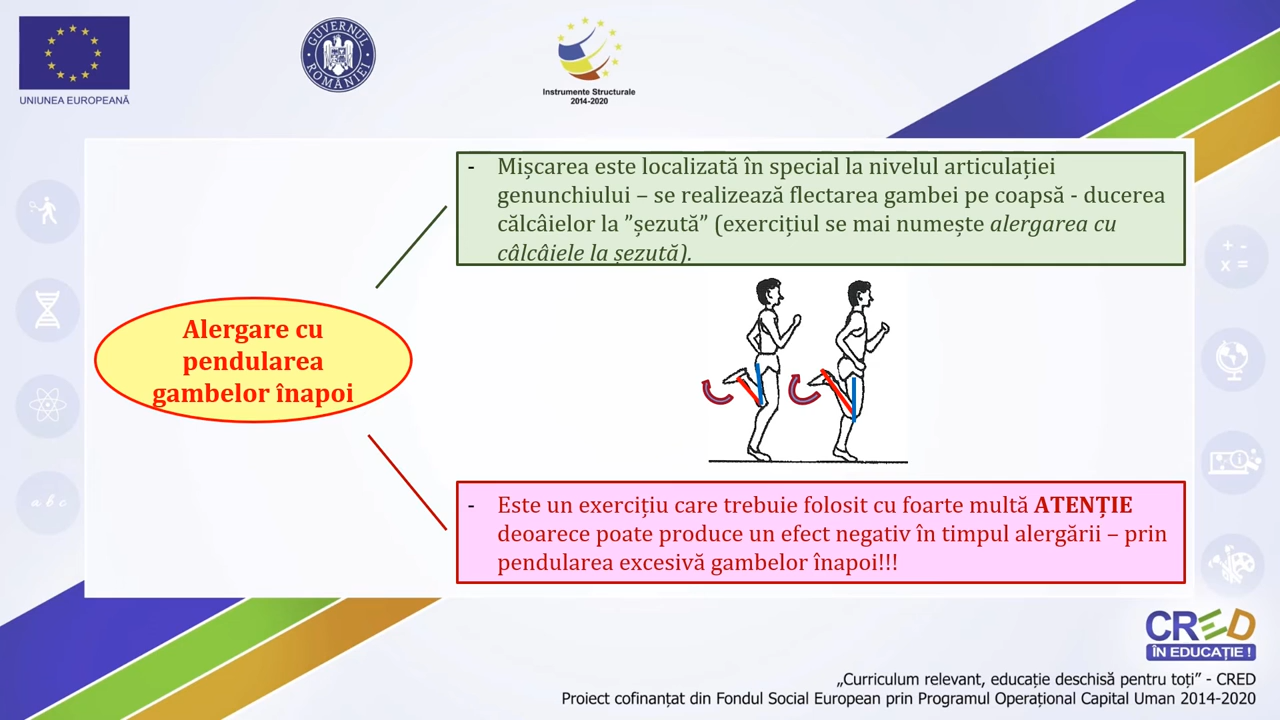 UNIUNEA EUROPEANĂ
GUVERNUL ROMÂNIEI
Instrumente Structurale
2014-2020
- Mișcarea este localizată în special la nivelul articulației
genunchiului – se realizează flectarea gambei pe coapsă - ducerea
călcâielor la ”șezută” (exercițiul se mai numește alergarea cu
câlcâiele la șezută).
Alergare cu
pendularea
gambelor înapoi
- Este un exercițiu care trebuie folosit cu foarte multă ATENȚIE
deoarece poate produce un efect negativ în timpul alergării – prin
pendularea excesivă gambelor înapoi!!!
+ -
x =
a b c
CRED
ÎN EDUCAȚIE !
„Curriculum relevant, educație deschisă pentru toți” - CRED
Proiect cofinanțat din Fondul Social European prin Programul Operațional Capital Uman 2014-2020